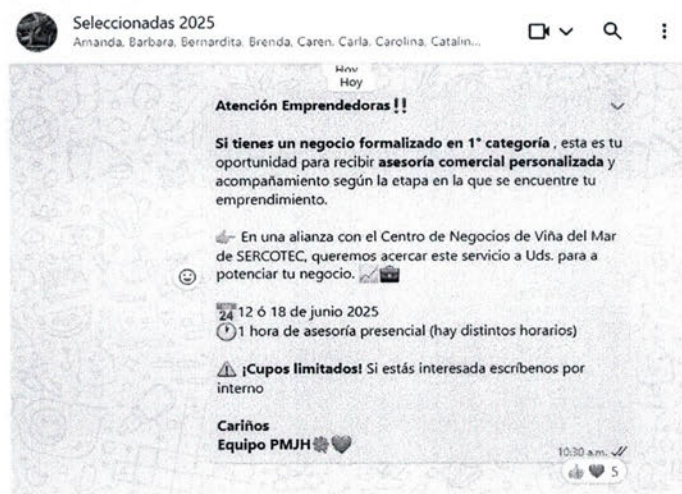 Seleccionadas 2025
Amanda, Barbara, Bernardita, Brenda, Caren, Carla, Carolina, Catalin...
Hoy
Hoy
Atención Emprendedoras !!
Si tienes un negocio formalizado en 1° categoría , esta es tu
oportunidad para recibir asesoría comercial personalizada y
acompañamiento según la etapa en la que se encuentre tu
emprendimiento.
👉 En una alianza con el Centro de Negocios de Viña del Mar
de SERCOTEC, queremos acercar este servicio a Uds. para a
potenciar tu negocio. 📈💼
24 12 ó 18 de junio 2025
🕐 1 hora de asesoría presencial (hay distintos horarios)
⚠️ ¡Cupos limitados! Si estás interesada escríbenos por
interno
Cariños
Equipo PMJH
10:30 a.m.
5